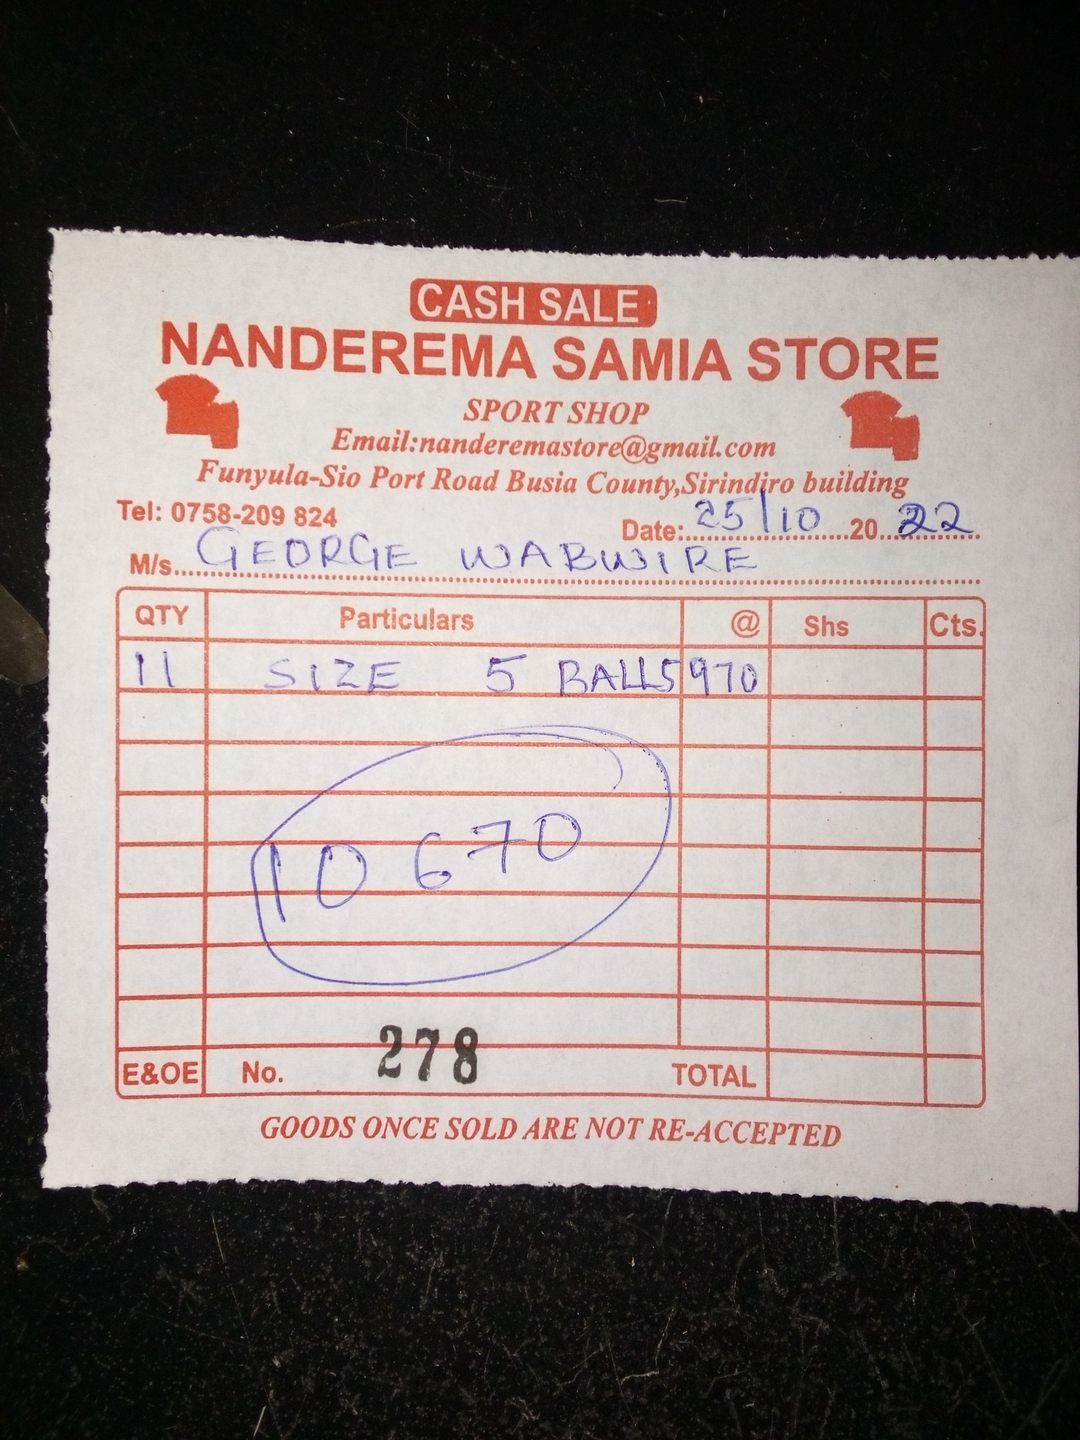 CASH SALE
NANDEREMA SAMIA STORE
SPORT SHOP
Email:nanderemastore@gmail.com
Funyula-Sio Port Road Busia County,Sirindiro building
Tel: 0758-209 824
Date: 25/10 20 22
M/s GEORGE WABWIRE
QTY Particulars @ Shs Cts.
11 SIZE 5 BALLS 970
10 670
E&OE No. 278 TOTAL
GOODS ONCE SOLD ARE NOT RE-ACCEPTED